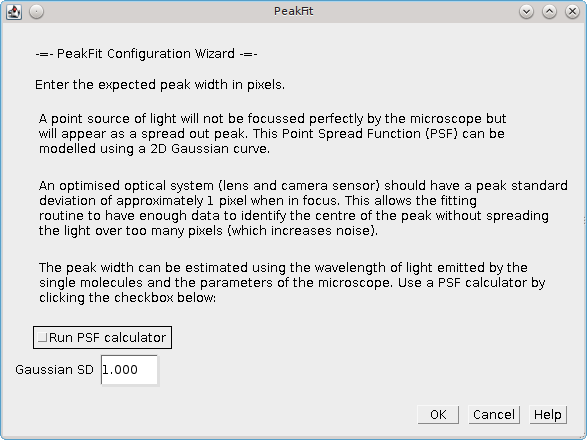 PeakFit
-=- PeakFit Configuration Wizard -=-
Enter the expected peak width in pixels.
A point source of light will not be focussed perfectly by the microscope but
will appear as a spread out peak. This Point Spread Function (PSF) can be
modelled using a 2D Gaussian curve.
An optimised optical system (lens and camera sensor) should have a peak standard
deviation of approximately 1 pixel when in focus. This allows the fitting
routine to have enough data to identify the centre of the peak without spreading
the light over too many pixels (which increases noise).
The peak width can be estimated using the wavelength of light emitted by the
single molecules and the parameters of the microscope. Use a PSF calculator by
clicking the checkbox below:
Run PSF calculator
Gaussian SD 1.000
OK Cancel Help